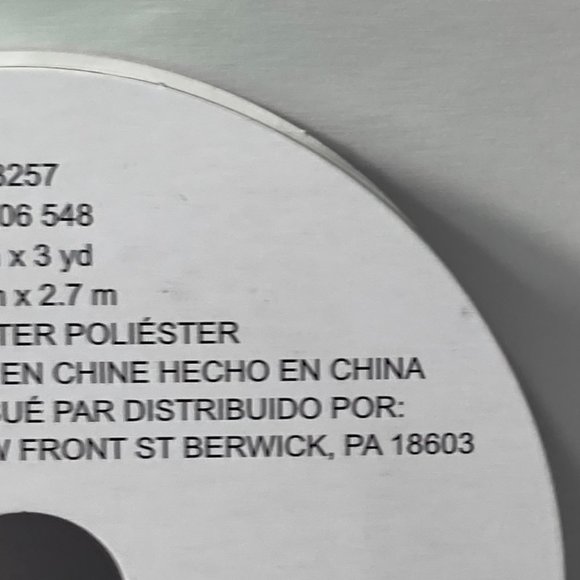 8257
06 548
x 3 yd
x 2.7 m
TER POLIÉSTER
EN CHINE HECHO EN CHINA
UÉ PAR DISTRIBUIDO POR:
W FRONT ST BERWICK, PA 18603